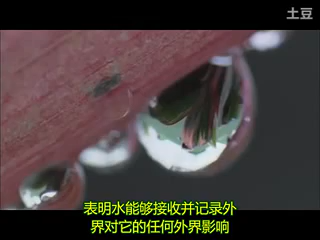 土豆
表明水能够接收并记录外
界对它的任何外界影响